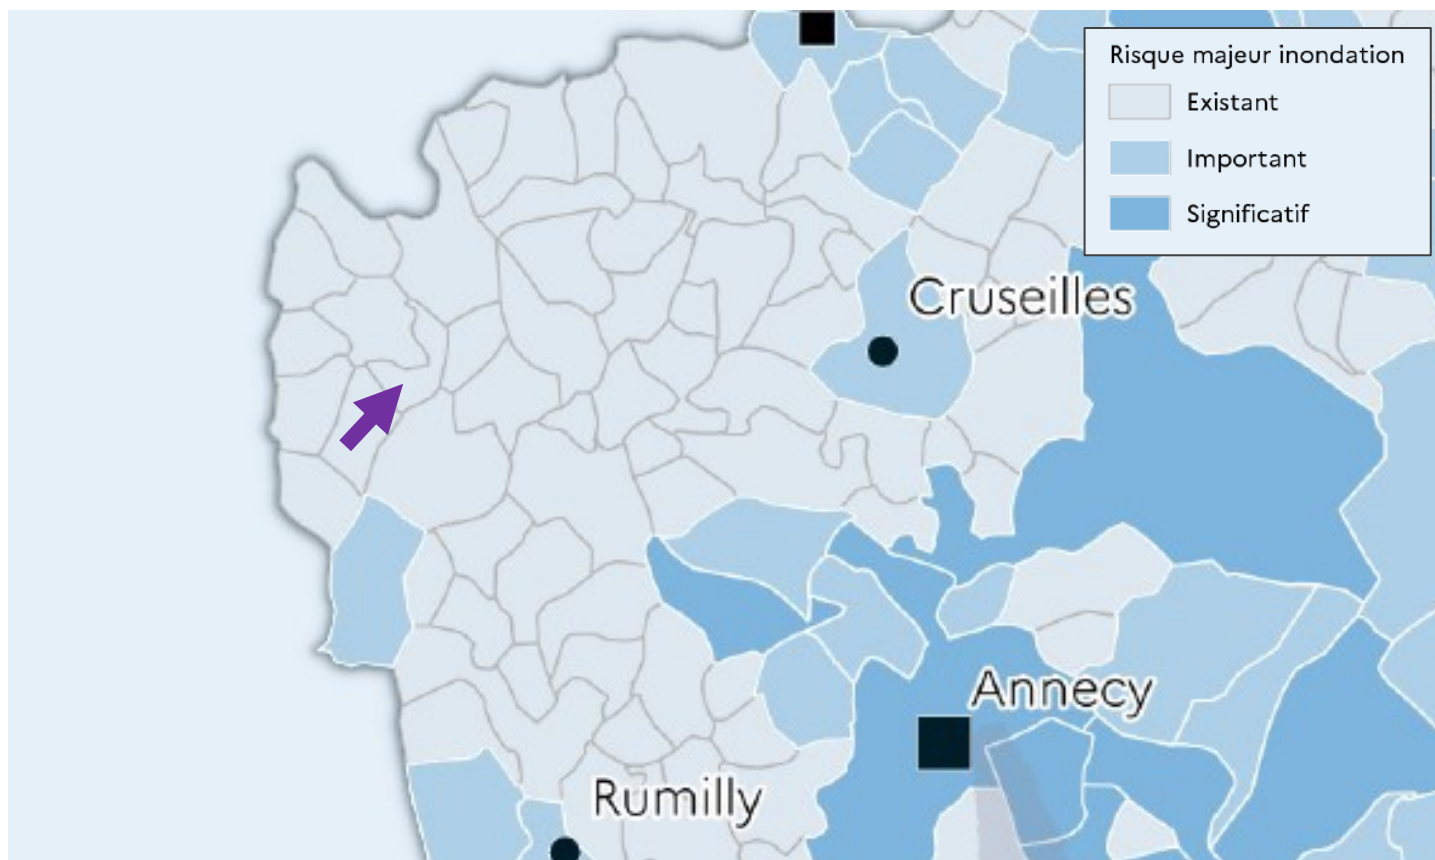 Risque majeur inondation
Existant
Important
Significatif
Cruseilles
Annecy
Rumilly